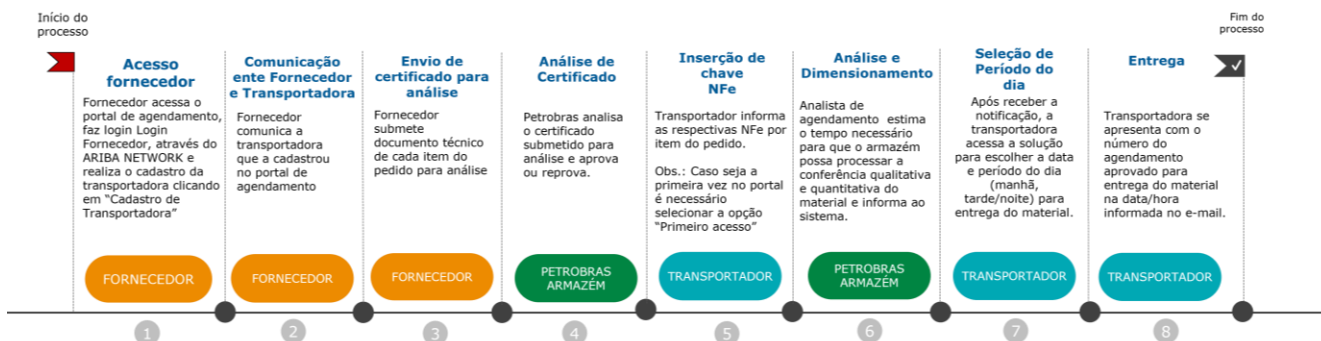 Início do
processo
Fim do
processo
Acesso
fornecedor
Fornecedor acessa o
portal de agendamento,
faz login Login
Fornecedor, através do
ARIBA NETWORK e
realiza o cadastro da
transportadora clicando
em “Cadastro de
Transportadora”
FORNECEDOR
1
Comunicação
ente Fornecedor
e Transportadora
Fornecedor
comunica a
transportadora
que a cadastrou
no portal de
agendamento
FORNECEDOR
2
Envio de
certificado para
análise
Fornecedor
submete
documento técnico
de cada item do
pedido para análise
FORNECEDOR
3
Análise de
Certificado
Petrobras analisa
o certificado
submetido para
análise e aprova
ou reprova.
PETROBRAS
ARMAZÉM
4
Inserção de
chave
NFe
Transportador informa
as respectivas NFe por
item do pedido.
Obs.: Caso seja a
primeira vez no portal
é necessário
selecionar a opção
“Primeiro acesso”
TRANSPORTADOR
5
Análise e
Dimensionamento
Analista de
agendamento estima
o tempo necessário
para que o armazém
possa processar a
conferência qualitativa
e quantitativa do
material e informa ao
sistema.
PETROBRAS
ARMAZÉM
6
Seleção de
Período do
dia
Após receber a
notificação, a
transportadora
acessa a solução
para escolher a data
e período do dia
(manhã,
tarde/noite) para
entrega do material.
TRANSPORTADOR
7
Entrega
Transportadora se
apresenta com o
número do
agendamento
aprovado para
entrega do material
na data/hora
informada no e-mail.
TRANSPORTADOR
8